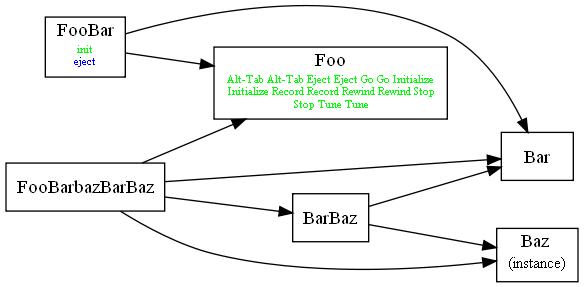 FooBar
init
eject
Foo
Alt-Tab Alt-Tab Eject Eject Go Go Initialize
Initialize Record Record Rewind Rewind Stop
Stop Tune Tune
Bar
FooBarbazBarBaz
BarBaz
Baz
(instance)